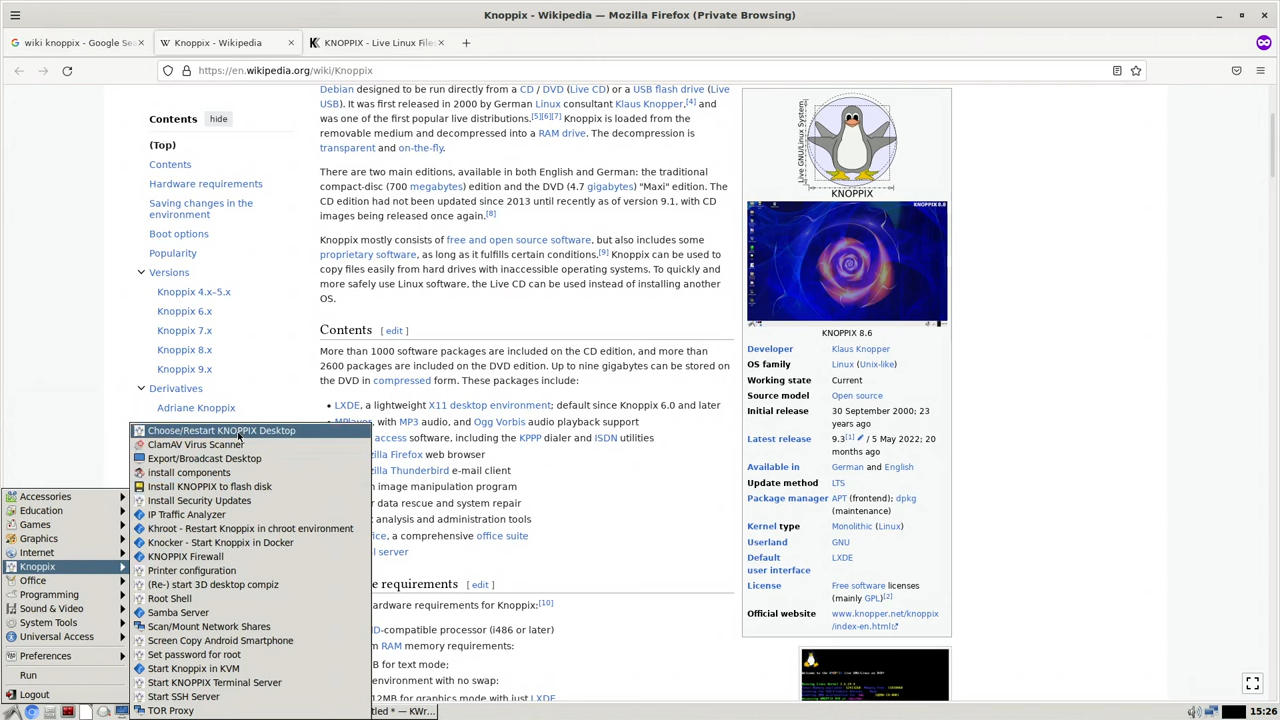 Knoppix - Wikipedia — Mozilla Firefox (Private Browsing)
wiki knoppix - Google Sea
Knoppix - Wikipedia
KNOPPIX - Live Linux File
https://en.wikipedia.org/wiki/Knoppix
Contents hide
(Top)
Contents
Hardware requirements
Saving changes in the
environment
Boot options
Popularity
Versions
Knoppix 4.x–5.x
Knoppix 6.x
Knoppix 7.x
Knoppix 8.x
Knoppix 9.x
Derivatives
Adriane Knoppix
Debian designed to be run directly from a CD / DVD (Live CD) or a USB flash drive (Live
USB). It was first released in 2000 by German Linux consultant Klaus Knopper,[4] and
was one of the first popular live distributions.[5][6][7] Knoppix is loaded from the
removable medium and decompressed into a RAM drive. The decompression is
transparent and on-the-fly.
There are two main editions, available in both English and German: the traditional
compact-disc (700 megabytes) edition and the DVD (4.7 gigabytes) "Maxi" edition. The
CD edition had not been updated since 2013 until recently as of version 9.1, with CD
images being released once again.[8]
Knoppix mostly consists of free and open source software, but also includes some
proprietary software, as long as it fulfills certain conditions.[9] Knoppix can be used to
copy files easily from hard drives with inaccessible operating systems. To quickly and
more safely use Linux software, the Live CD can be used instead of installing another
OS.
Contents [ edit ]
More than 1000 software packages are included on the CD edition, and more than
2600 packages are included on the DVD edition. Up to nine gigabytes can be stored on
the DVD in compressed form. These packages include:
• LXDE, a lightweight X11 desktop environment; default since Knoppix 6.0 and later
MPlayer, with MP3 audio, and Ogg Vorbis audio playback support
access software, including the KPPP dialer and ISDN utilities
zilla Firefox web browser
zilla Thunderbird e-mail client
image manipulation program
data rescue and system repair
analysis and administration tools
ice, a comprehensive office suite
l server
e requirements [ edit ]
ardware requirements for Knoppix:[10]
D-compatible processor (i486 or later)
RAM memory requirements:
B for text mode;
environment with no swap:
MB for graphics mode with just LXDE
Live GNU/Linux System
KNOPPIX
KNOPPIX 8.6
KNOPPIX 8.6
Developer Klaus Knopper
OS family Linux (Unix-like)
Working state Current
Source model Open source
Initial release 30 September 2000; 23
years ago
Latest release 9.3[1] / 5 May 2022; 20
months ago
Available in German and English
Update method LTS
Package manager APT (frontend); dpkg
(maintenance)
Kernel type Monolithic (Linux)
Userland GNU
Default LXDE
user interface
License Free software licenses
(mainly GPL)[2]
Official website www.knopper.net/knoppix
/index-en.html
Accessories
Education
Games
Graphics
Internet
Knoppix
Office
Programming
Sound & Video
System Tools
Universal Access
Preferences
Run
Logout
Choose/Restart KNOPPIX Desktop
ClamAV Virus Scanner
Export/Broadcast Desktop
install components
Install KNOPPIX to flash disk
Install Security Updates
IP Traffic Analyzer
Khroot - Restart Knoppix in chroot environment
- Start Knoppix in Docker
KNOPPIX Firewall
Printer configuration
(Re-) start 3D desktop compiz
Root Shell
Samba Server
Scan/Mount Network Shares
Screen Copy Android Smartphone
Set password for root
Start Knoppix in KVM
KNOPPIX Terminal Server
15:26